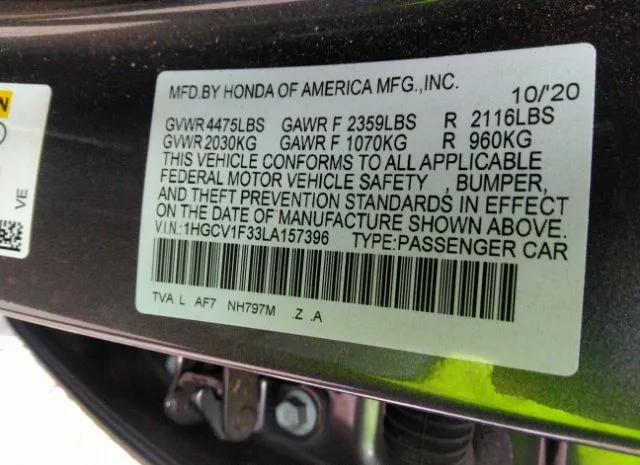 MFD.BY HONDA OF AMERICA MFG.,INC. 10/'20
GVWR 4475LBS GAWR F 2359LBS R 2116LBS
GVWR 2030KG GAWR F 1070KG R 960KG
THIS VEHICLE CONFORMS TO ALL APPLICABLE
FEDERAL MOTOR VEHICLE SAFETY , BUMPER,
AND THEFT PREVENTION STANDARDS IN EFFECT
ON THE DATE OF MANUFACTURE SHOWN ABOVE.
V.I.N.:1HGCV1F33LA157396 TYPE:PASSENGER CAR
TVA L AF7 NH797M .Z .A
VE